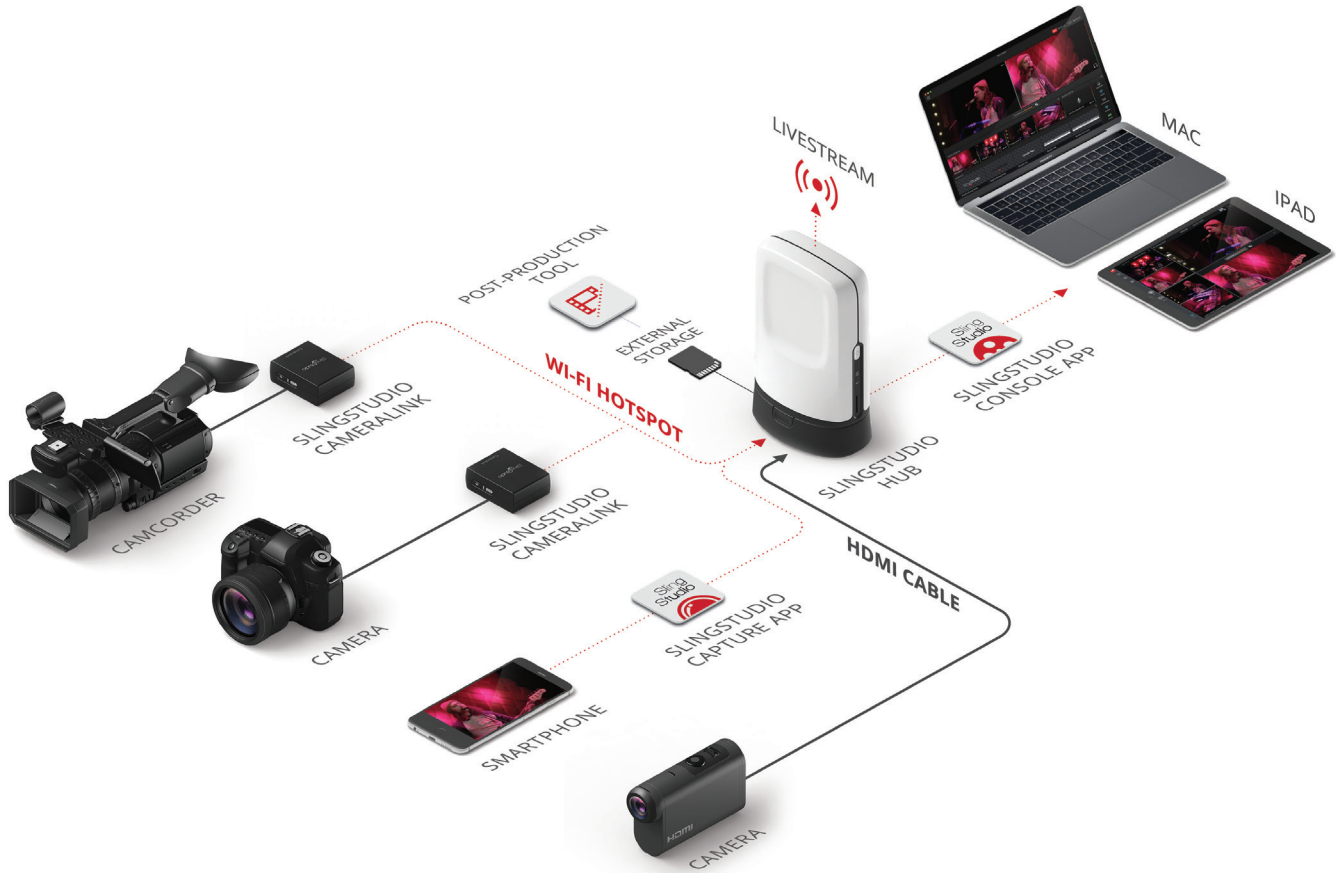 LIVESTREAM
MAC
IPAD
POST-PRODUCTION
TOOL
EXTERNAL
STORAGE
Sling
Studio
SLINGSTUDIO
CONSOLE APP
WI-FI HOTSPOT
SLINGSTUDIO
HUB
SLINGSTUDIO
CAMERALINK
CAMCORDER
SLINGSTUDIO
CAMERALINK
CAMERA
HDMI CABLE
Sling
Studio
SLINGSTUDIO
CAPTURE APP
SMARTPHONE
HDMI
CAMERA